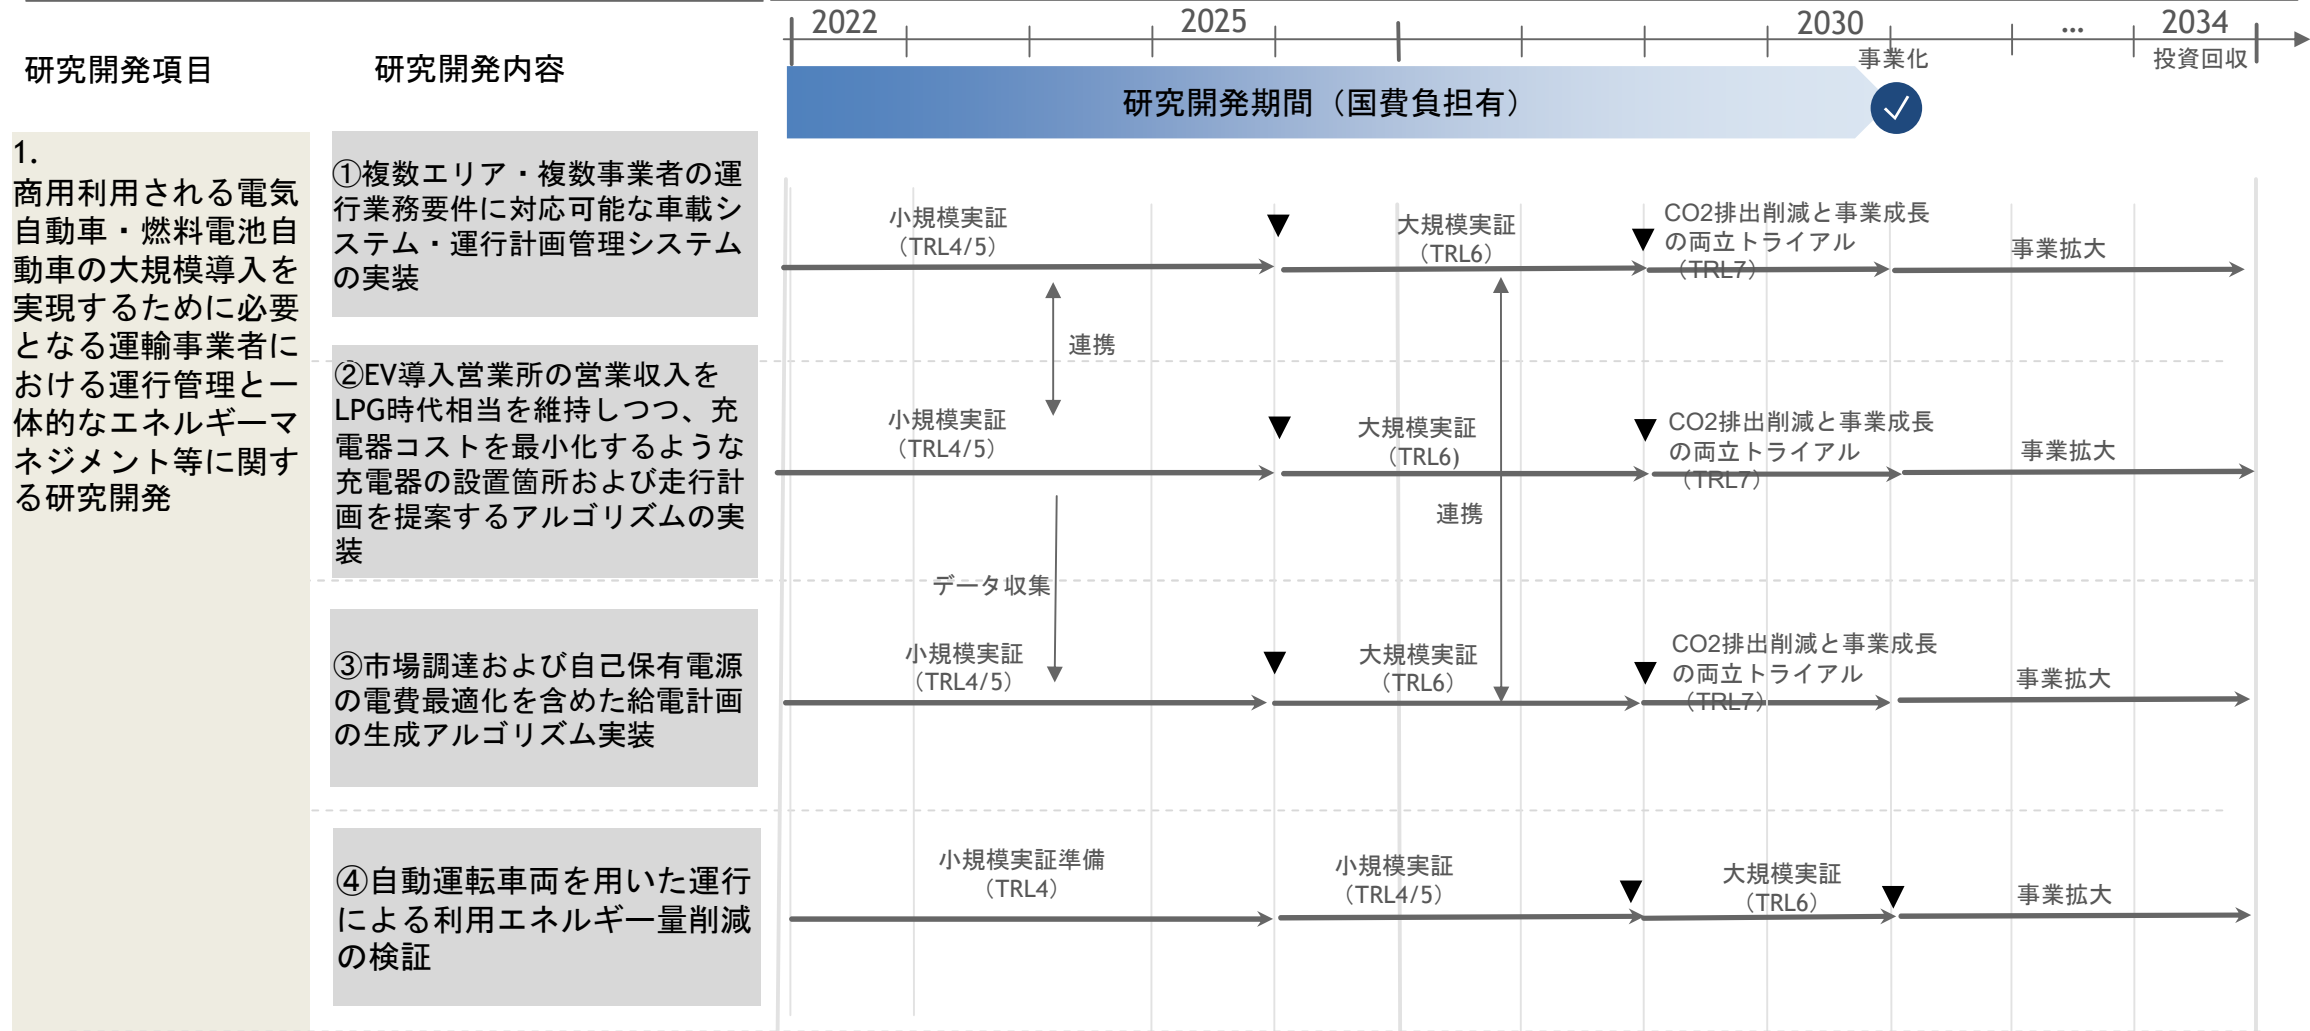 2022
2025
2030
...
2034
研究開発項目
研究開発内容
事業化
投資回収
研究開発期間（国費負担有）
1.
商用利用される電気
自動車・燃料電池自
動車の大規模導入を
実現するために必要
となる運輸事業者に
おける運行管理と一
体的なエネルギーマ
ネジメント等に関す
る研究開発
①複数エリア・複数事業者の運
行業務要件に対応可能な車載シ
ステム・運行計画管理システム
の実装
小規模実証
（TRL4/5）
大規模実証
（TRL6）
CO2排出削減と事業成長
の両立トライアル
（TRL7）
事業拡大
連携
②EV導入営業所の営業収入を
LPG時代相当を維持しつつ、充
電器コストを最小化するような
充電器の設置箇所および走行計
画を提案するアルゴリズムの実
装
小規模実証
（TRL4/5）
大規模実証
（TRL6)
CO2排出削減と事業成長
の両立トライアル
（TRL7）
事業拡大
連携
データ収集
③市場調達および自己保有電源
の電費最適化を含めた給電計画
の生成アルゴリズム実装
小規模実証
（TRL4/5）
大規模実証
（TRL6）
CO2排出削減と事業成長
の両立トライアル
（TRL7）
事業拡大
④自動運転車両を用いた運行
による利用エネルギー量削減
の検証
小規模実証準備
（TRL4）
小規模実証
（TRL4/5）
大規模実証
（TRL6）
事業拡大